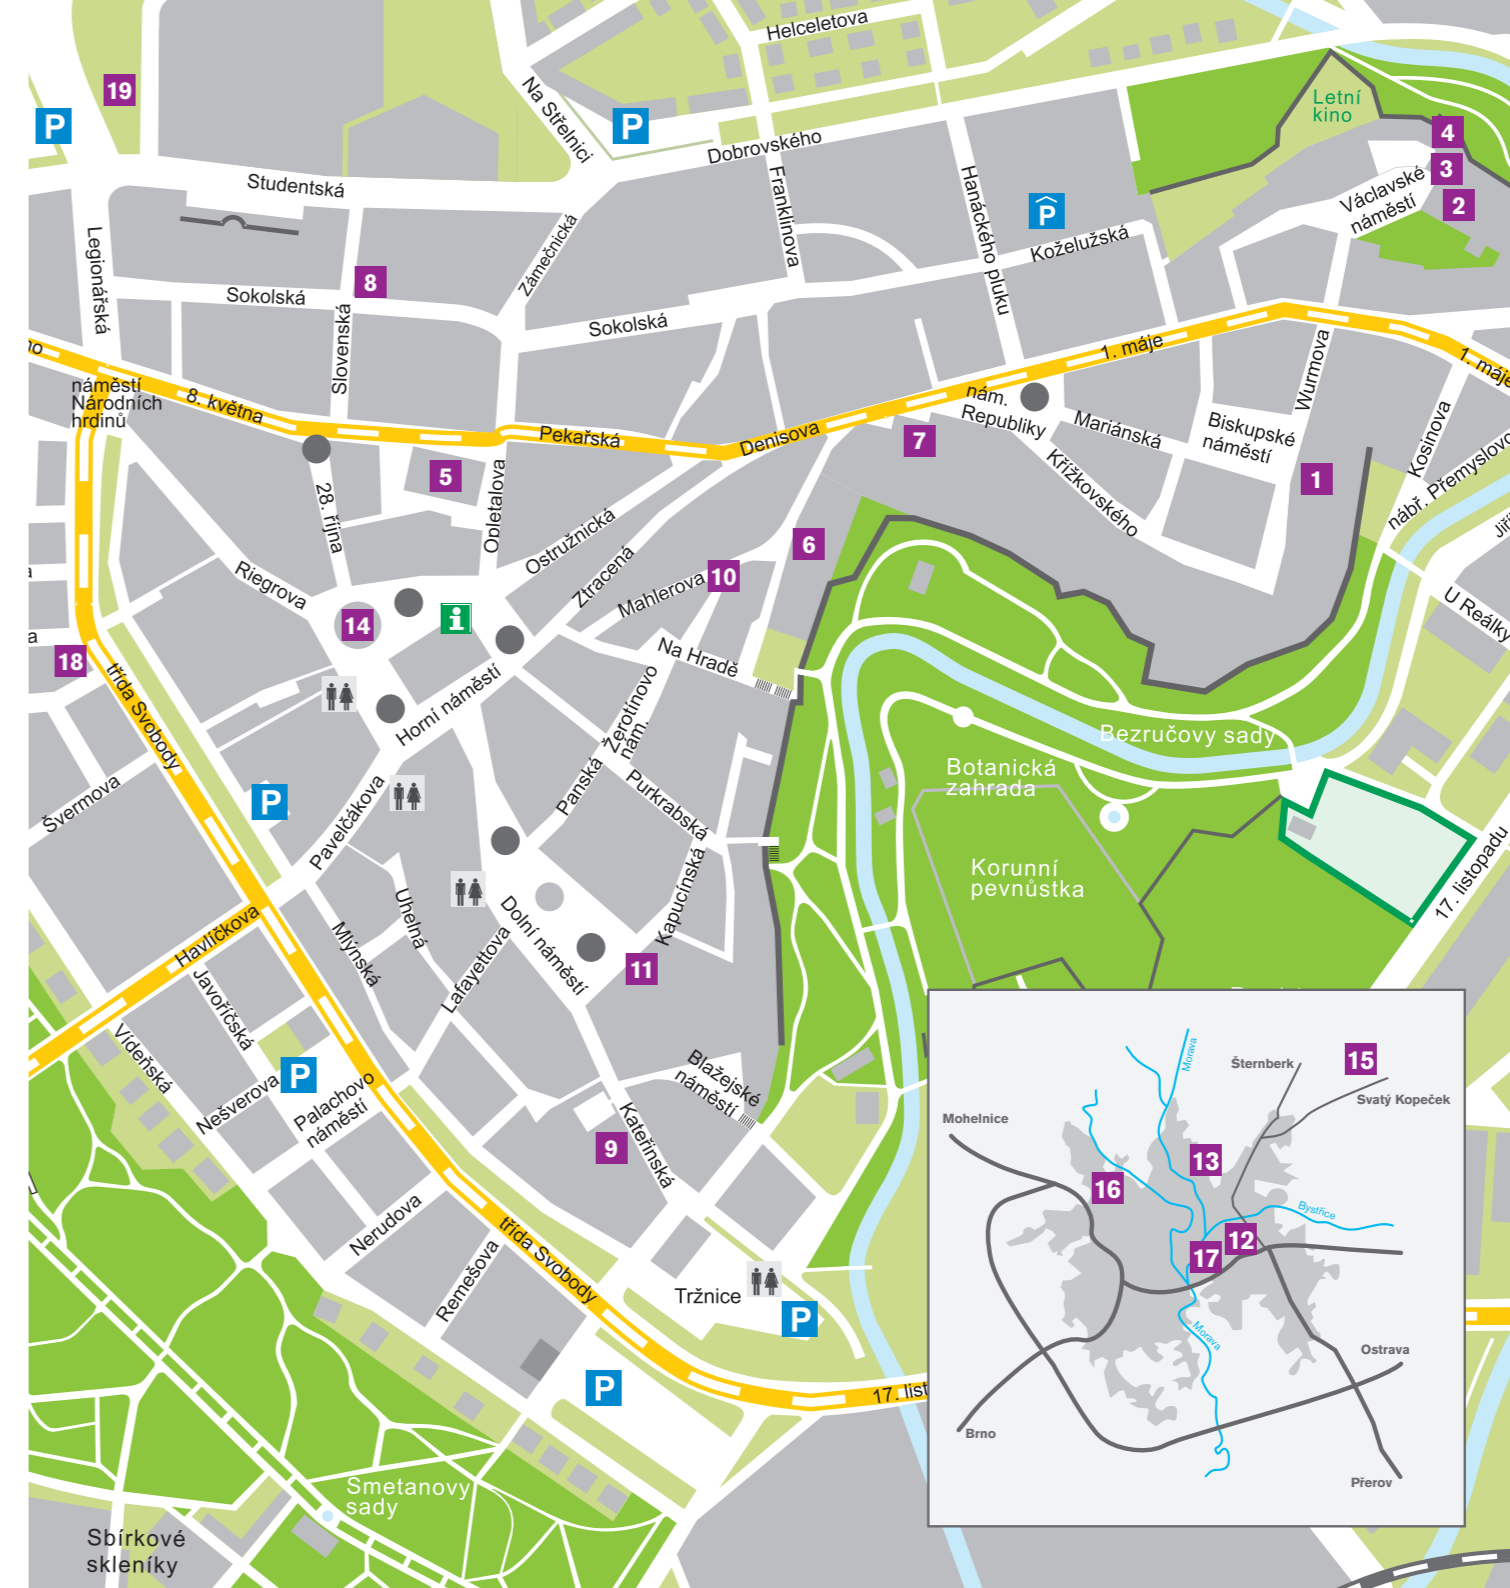 Helceletova
19
P
P
Na Střelnici
Dobrovského
Letní
kino
4
3
2
Václavské
náměstí
Studentská
Franklinova
Hanáckého pluku
P
Koželužská
Legionářská
Zámečnická
8
Sokolská
Slovenská
Sokolská
1. máje
1. máje
náměstí
Národních
hrdinů
8. května
Pekařská
Denisova
nám.
Republiky
7
Mariánská
Biskupské
náměstí
Wurmova
Kosinova
nábř. Přemyslovc
1
5
28. října
Opletalova
Křížkovského
Ostružnická
6
Jiří
Riegrova
Ztracená
Mahlerova
10
U Reálky
14
i
18
Na Hradě
třída Svobody
Horní náměstí
Žerotínovo
nám.
Bezručovy sady
Botanická
zahrada
Švermova
P
Pavelčákova
Panská
Purkrabská
Korunní
pevnůstka
17. listopadu
Uhelná
Kapucínská
Havlíčkova
Mlýnská
Lafayettova
Dolní náměstí
11
Javoříčská
Vídeňská
P
Nešverova
Palachovo
náměstí
Blažejské
náměstí
9
Kateřinská
Nerudova
Remešova
třída Svobody
Tržnice
P
P
17. list
Smetanovy
sady
Sbírkové
skleníky
Morava
Šternberk
15
Svatý Kopeček
Mohelnice
13
16
Bystřice
12
17
Morava
Ostrava
Brno
Přerov